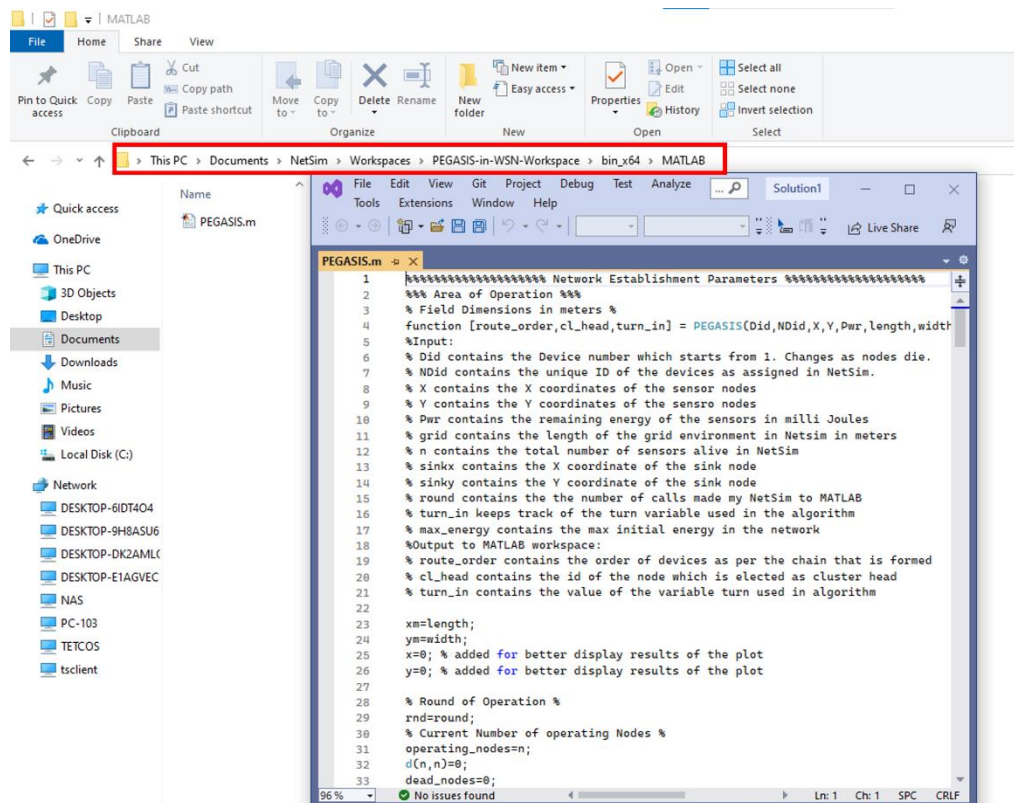 MATLAB
File Home Share View
Pin to Quick access
Copy
Paste
Cut
Copy path
Paste shortcut
Clipboard
Move to
Copy to
Delete
Rename
Organize
New folder
New item
Easy access
New
Properties
Open
Edit
History
Open
Select all
Select none
Invert selection
Select
This PC > Documents > NetSim > Workspaces > PEGASIS-in-WSN-Workspace > bin_x64 > MATLAB
Quick access
OneDrive
This PC
3D Objects
Desktop
Documents
Downloads
Music
Pictures
Videos
Local Disk (C:)
Network
DESKTOP-6IDT4O4
DESKTOP-9H8ASU6
DESKTOP-DK2AML
DESKTOP-E1AGVEC
NAS
PC-103
TETCOS
tsclient
Name
PEGASIS.m
File Edit View Git Project Debug Test Analyze ... Solution1
Tools Extensions Window Help
Live Share
PEGASIS.m
1 %%%%%%%%%%%%%%%%%%%% Network Establishment Parameters %%%%%%%%%%%%%%%%%%%%
2 %%% Area of Operation %%%
3 % Field Dimensions in meters %
4 function [route_order,cl_head,turn_in] = PEGASIS(Did,NDid,X,Y,Pwr,length,width
5 %Input:
6 % Did contains the Device number which starts from 1. Changes as nodes die.
7 % NDid contains the unique ID of the devices as assigned in NetSim.
8 % X contains the X coordinates of the sensor nodes
9 % Y contains the Y coordinates of the sensro nodes
10 % Pwr contains the remaining energy of the sensors in milli Joules
11 % grid contains the length of the grid environment in Netsim in meters
12 % n contains the total number of sensors alive in NetSim
13 % sinkx contains the X coordinate of the sink node
14 % sinky contains the Y coordinate of the sink node
15 % round contains the the number of calls made my NetSim to MATLAB
16 % turn_in keeps track of the turn variable used in the algorithm
17 % max_energy contains the max initial energy in the network
18 %Output to MATLAB workspace:
19 % route_order contains the order of devices as per the chain that is formed
20 % cl_head contains the id of the node which is elected as cluster head
21 % turn_in contains the value of the variable turn used in algorithm
22
23 xm=length;
24 ym=width;
25 x=0; % added for better display results of the plot
26 y=0; % added for better display results of the plot
27
28 % Round of Operation %
29 rnd=round;
30 % Current Number of operating Nodes %
31 operating_nodes=n;
32 d(n,n)=0;
33 dead_nodes=0;
96 % No issues found Ln: 1 Ch: 1 SPC CRLF